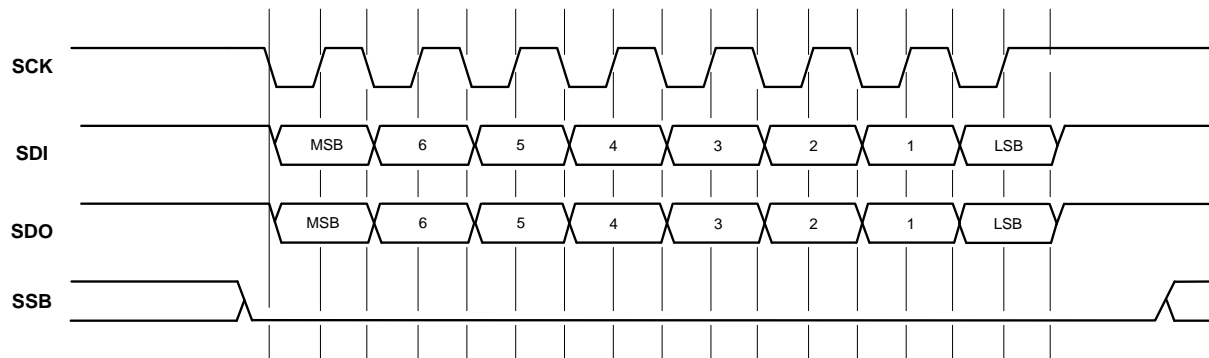 SCK
SDI MSB 6 5 4 3 2 1 LSB
SDO MSB 6 5 4 3 2 1 LSB
SSB